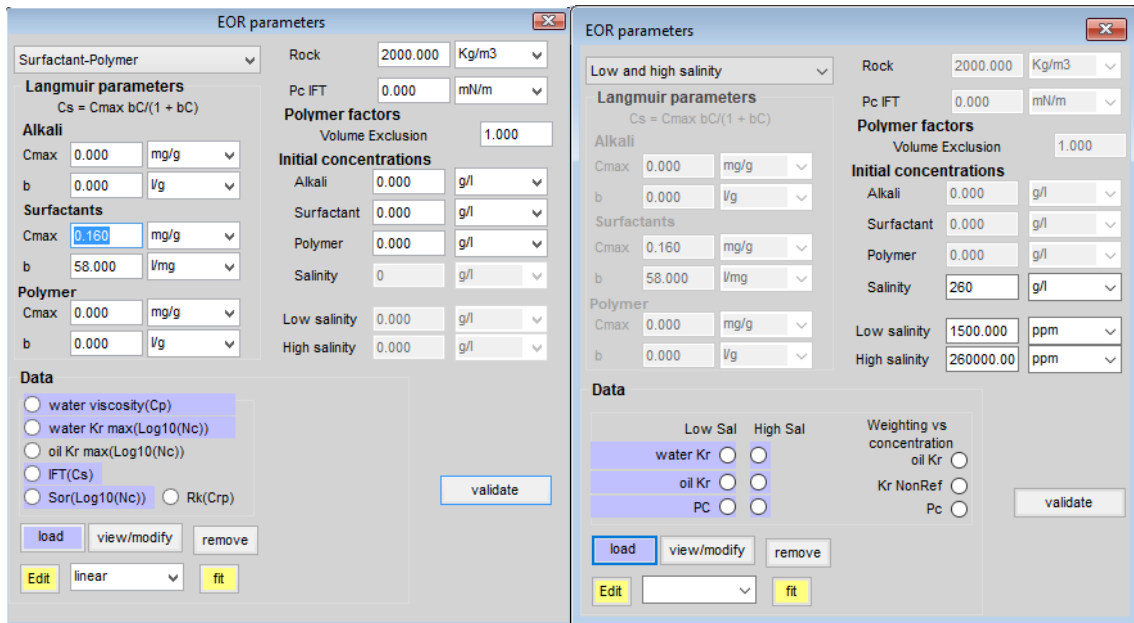 EOR parameters
Surfactant-Polymer
Rock 2000.000 Kg/m3
Langmuir parameters
Cs = Cmax bC/(1 + bC)
Pc IFT 0.000 mN/m
Polymer factors
Volume Exclusion 1.000
Alkali
Cmax 0.000 mg/g
b 0.000 l/g
Initial concentrations
Alkali 0.000 g/l
Surfactant 0.000 g/l
Polymer 0.000 g/l
Salinity 0 g/l
Surfactants
Cmax 0.160 mg/g
b 58.000 l/mg
Polymer
Cmax 0.000 mg/g
b 0.000 l/g
Low salinity 0.000 g/l
High salinity 0.000 g/l
Data
water viscosity(Cp)
water Kr max(Log10(Nc))
oil Kr max(Log10(Nc))
IFT(Cs)
Sor(Log10(Nc)) Rk(Crp)
validate
load view/modify remove
Edit linear fit
EOR parameters
Low and high salinity
Rock 2000.000 Kg/m3
Langmuir parameters
Cs = Cmax bC/(1 + bC)
Pc IFT 0.000 mN/m
Polymer factors
Volume Exclusion 1.000
Alkali
Cmax 0.000 mg/g
b 0.000 l/g
Initial concentrations
Alkali 0.000 g/l
Surfactant 0.000 g/l
Polymer 0.000 g/l
Salinity 260 g/l
Surfactants
Cmax 0.160 mg/g
b 58.000 l/mg
Polymer
Cmax 0.000 mg/g
b 0.000 l/g
Low salinity 1500.000 ppm
High salinity 260000.00 ppm
Data
Low Sal High Sal
water Kr
oil Kr
PC
Weighting vs
concentration
oil Kr
Kr NonRef
Pc
validate
load view/modify remove
Edit fit